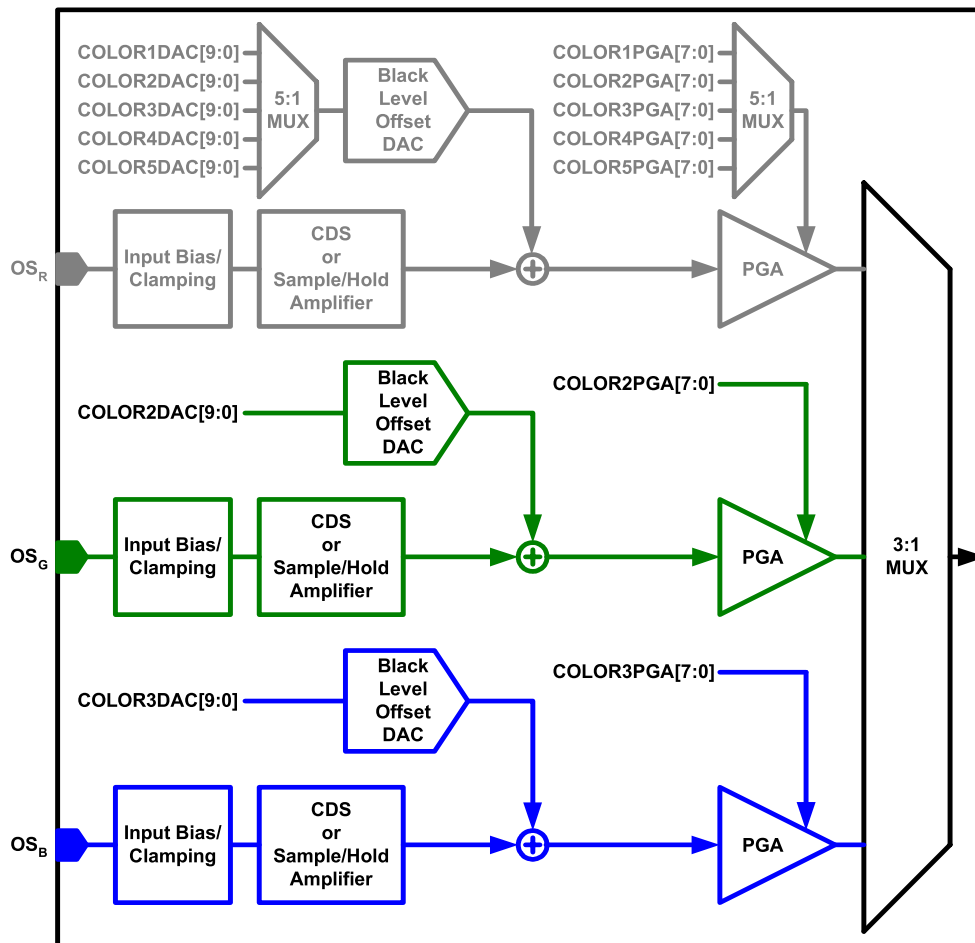 COLOR1DAC[9:0]
COLOR2DAC[9:0]
COLOR3DAC[9:0]
COLOR4DAC[9:0]
COLOR5DAC[9:0]
5:1
MUX
Black
Level
Offset
DAC
COLOR1PGA[7:0]
COLOR2PGA[7:0]
COLOR3PGA[7:0]
COLOR4PGA[7:0]
COLOR5PGA[7:0]
5:1
MUX
OSR
Input Bias/
Clamping
CDS
or
Sample/Hold
Amplifier
PGA
COLOR2DAC[9:0]
Black
Level
Offset
DAC
COLOR2PGA[7:0]
OSG
Input Bias/
Clamping
CDS
or
Sample/Hold
Amplifier
PGA
3:1
MUX
COLOR3DAC[9:0]
Black
Level
Offset
DAC
COLOR3PGA[7:0]
OSB
Input Bias/
Clamping
CDS
or
Sample/Hold
Amplifier
PGA